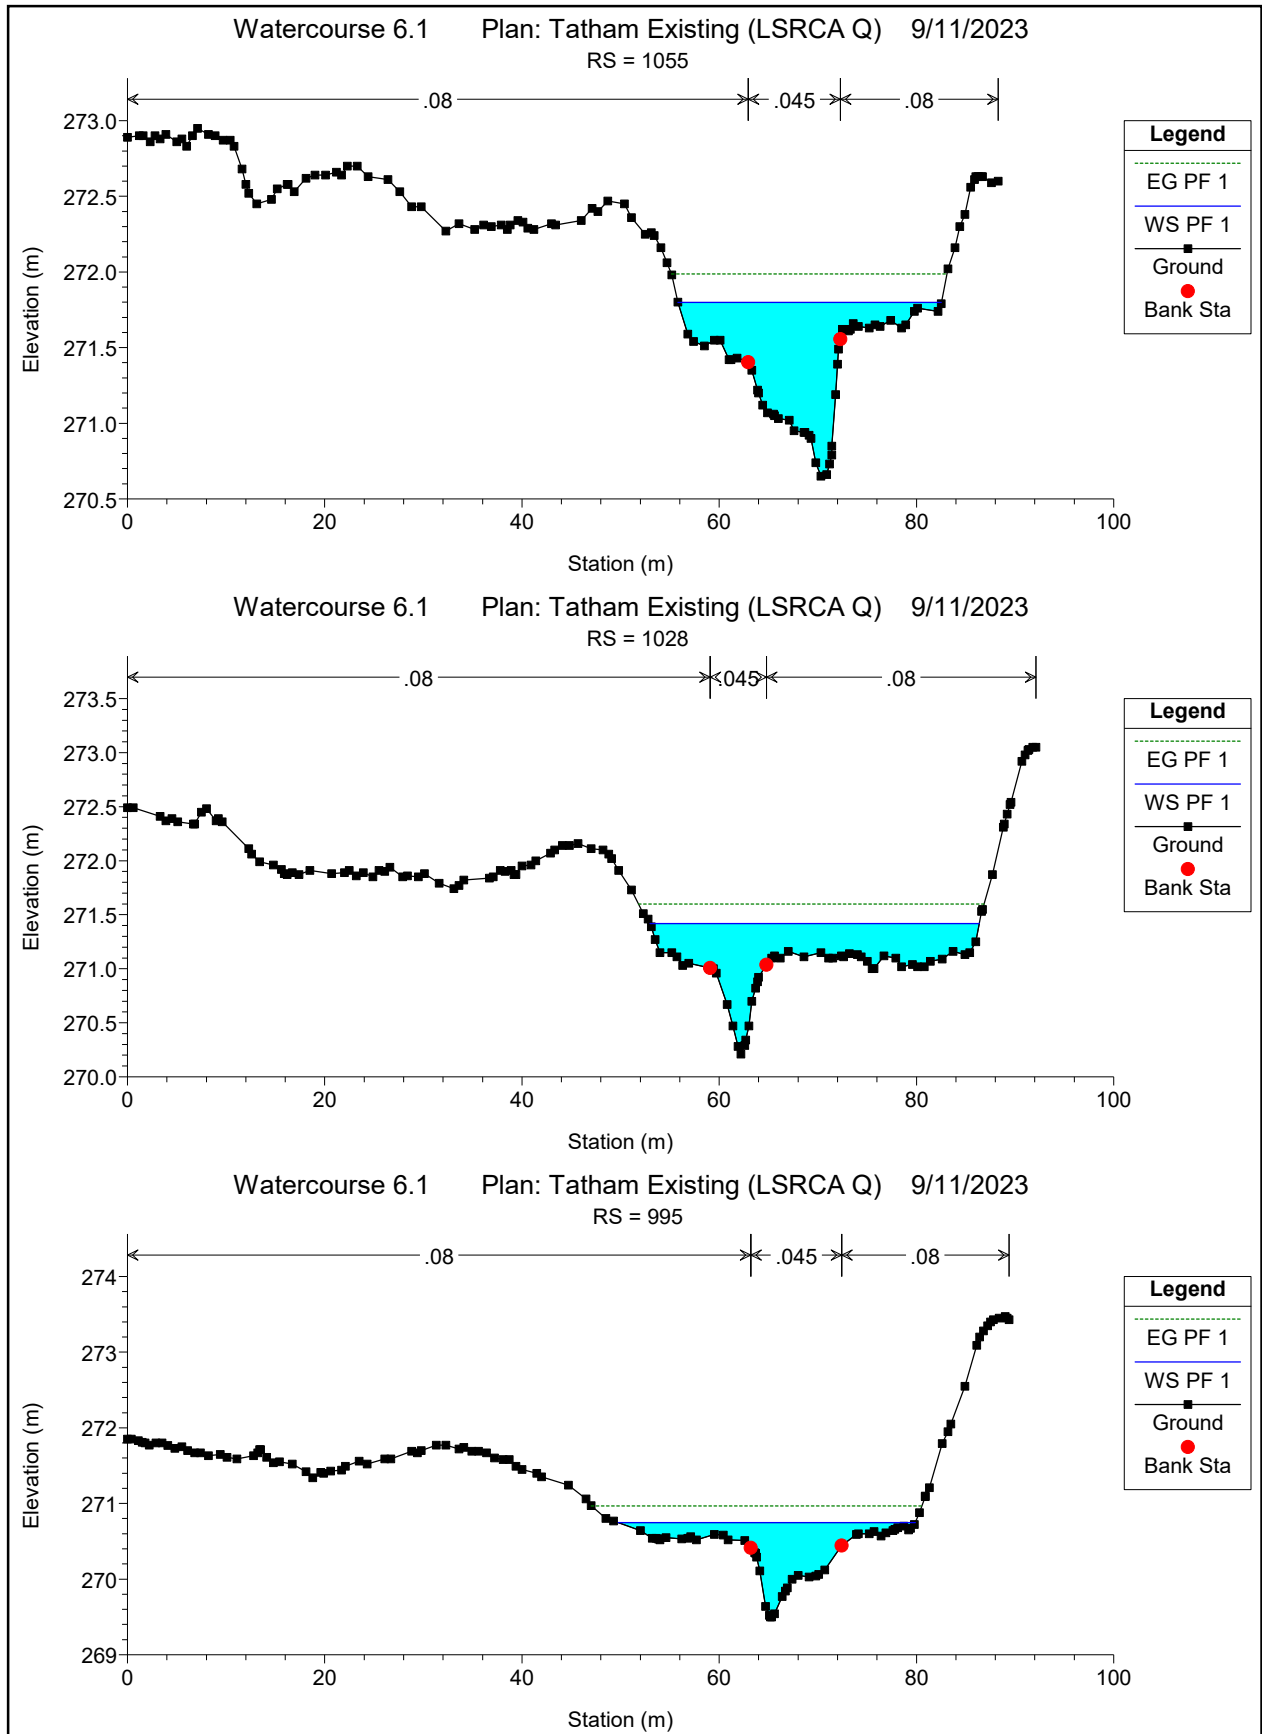 Watercourse 6.1 Plan: Tatham Existing (LSRCA Q) 9/11/2023
RS = 1055
.08 .045 .08
273.0
272.5
272.0
271.5
271.0
270.5
Elevation (m)
0 20 40 60 80 100
Station (m)
Legend
EG PF 1
WS PF 1
Ground
Bank Sta
Watercourse 6.1 Plan: Tatham Existing (LSRCA Q) 9/11/2023
RS = 1028
.08 .045 .08
273.5
273.0
272.5
272.0
271.5
271.0
270.5
270.0
Elevation (m)
0 20 40 60 80 100
Station (m)
Legend
EG PF 1
WS PF 1
Ground
Bank Sta
Watercourse 6.1 Plan: Tatham Existing (LSRCA Q) 9/11/2023
RS = 995
.08 .045 .08
274
273
272
271
270
269
Elevation (m)
0 20 40 60 80 100
Station (m)
Legend
EG PF 1
WS PF 1
Ground
Bank Sta